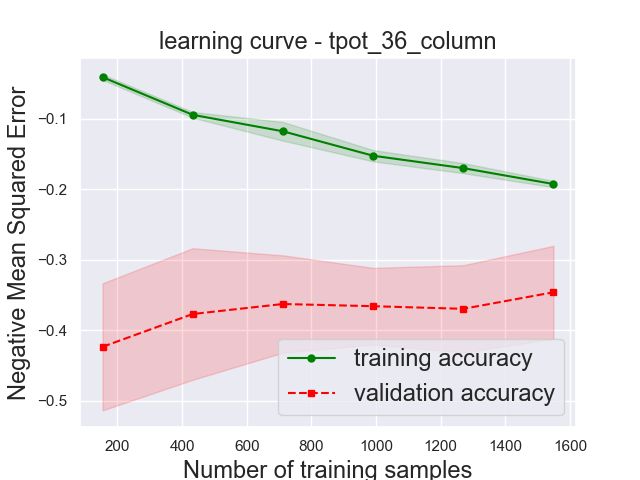 learning curve - tpot_36_column
Negative Mean Squared Error
−0.1
−0.2
−0.3
−0.4
−0.5
training accuracy
validation accuracy
200 400 600 800 1000 1200 1400 1600
Number of training samples